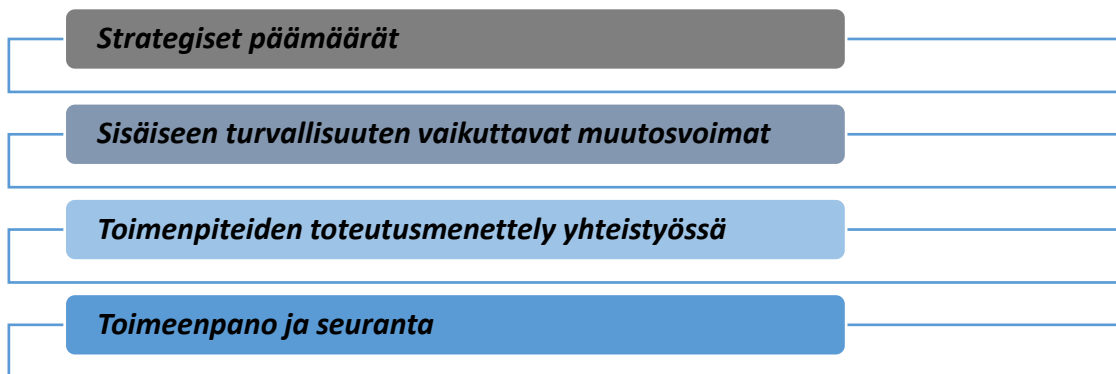 Strategiset päämäärät
Sisäiseen turvallisuuten vaikuttavat muutosvoimat
Toimenpiteiden toteutusmenettely yhteistyössä
Toimeenpano ja seuranta